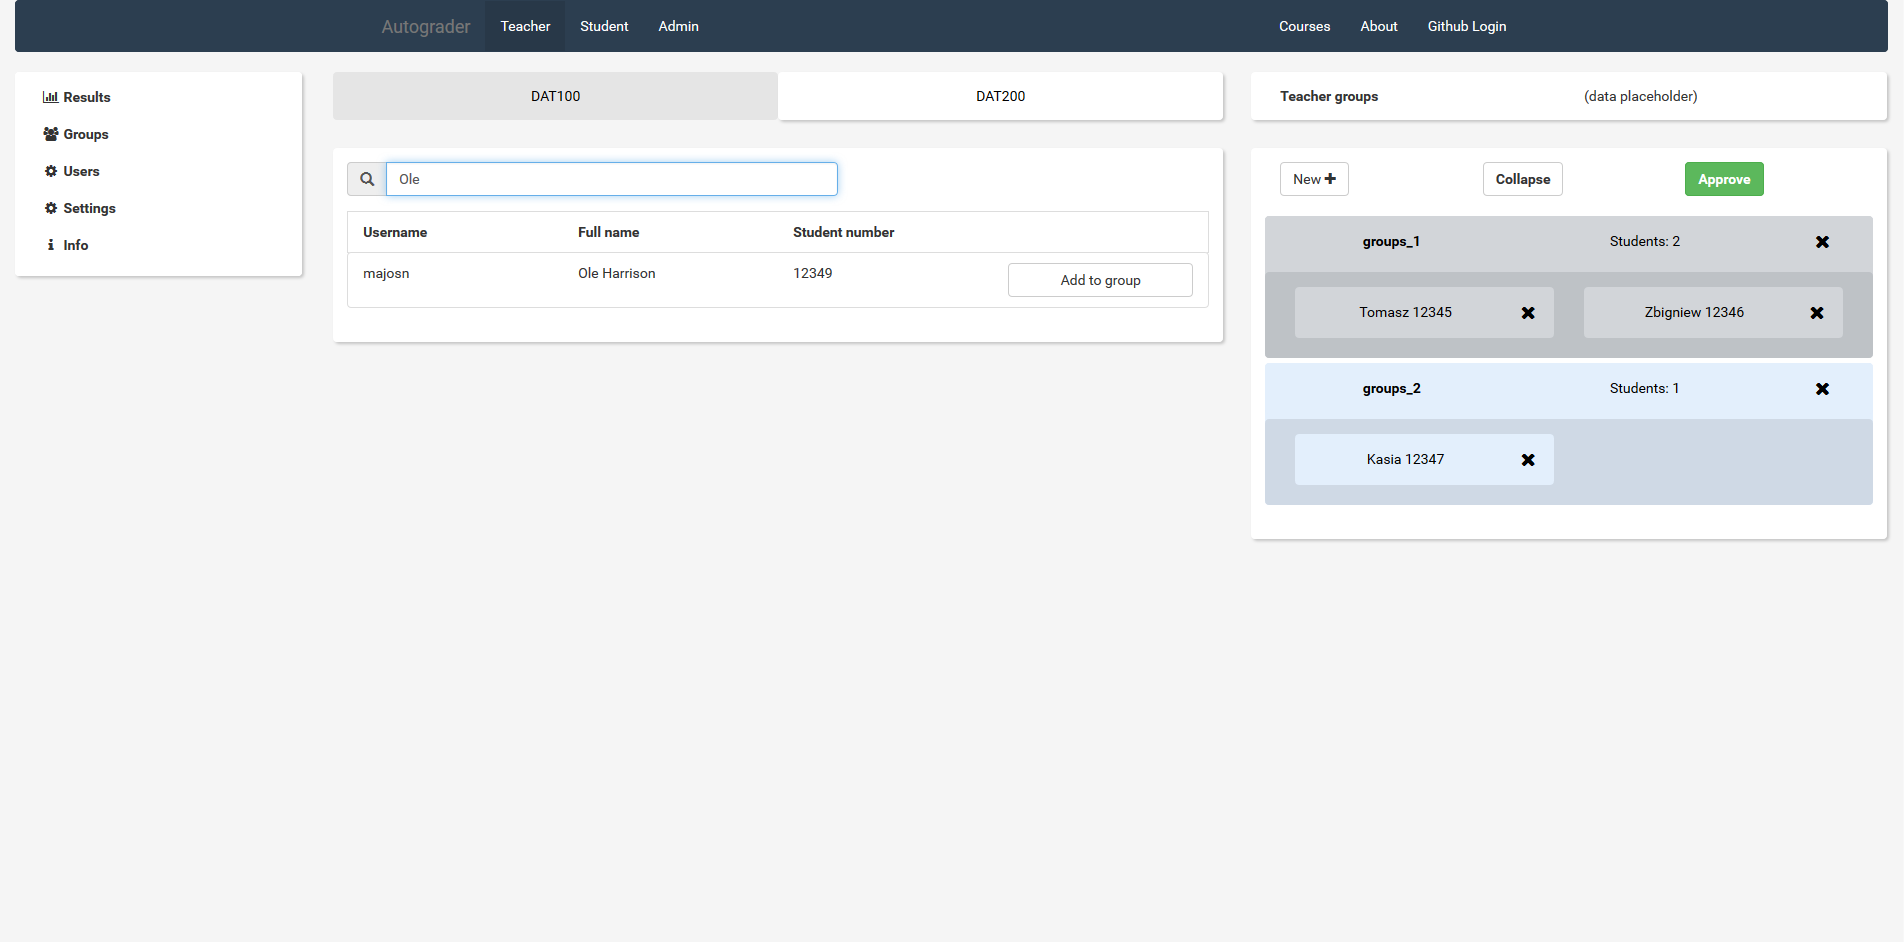 Autograder Teacher Student Admin Courses About Github Login
Results
Groups
Users
Settings
Info
DAT100 DAT200
Ole
Username Full name Student number
majosn Ole Harrison 12349 Add to group
Teacher groups (data placeholder)
New Collapse Approve
groups_1 Students: 2
Tomasz 12345 Zbigniew 12346
groups_2 Students: 1
Kasia 12347